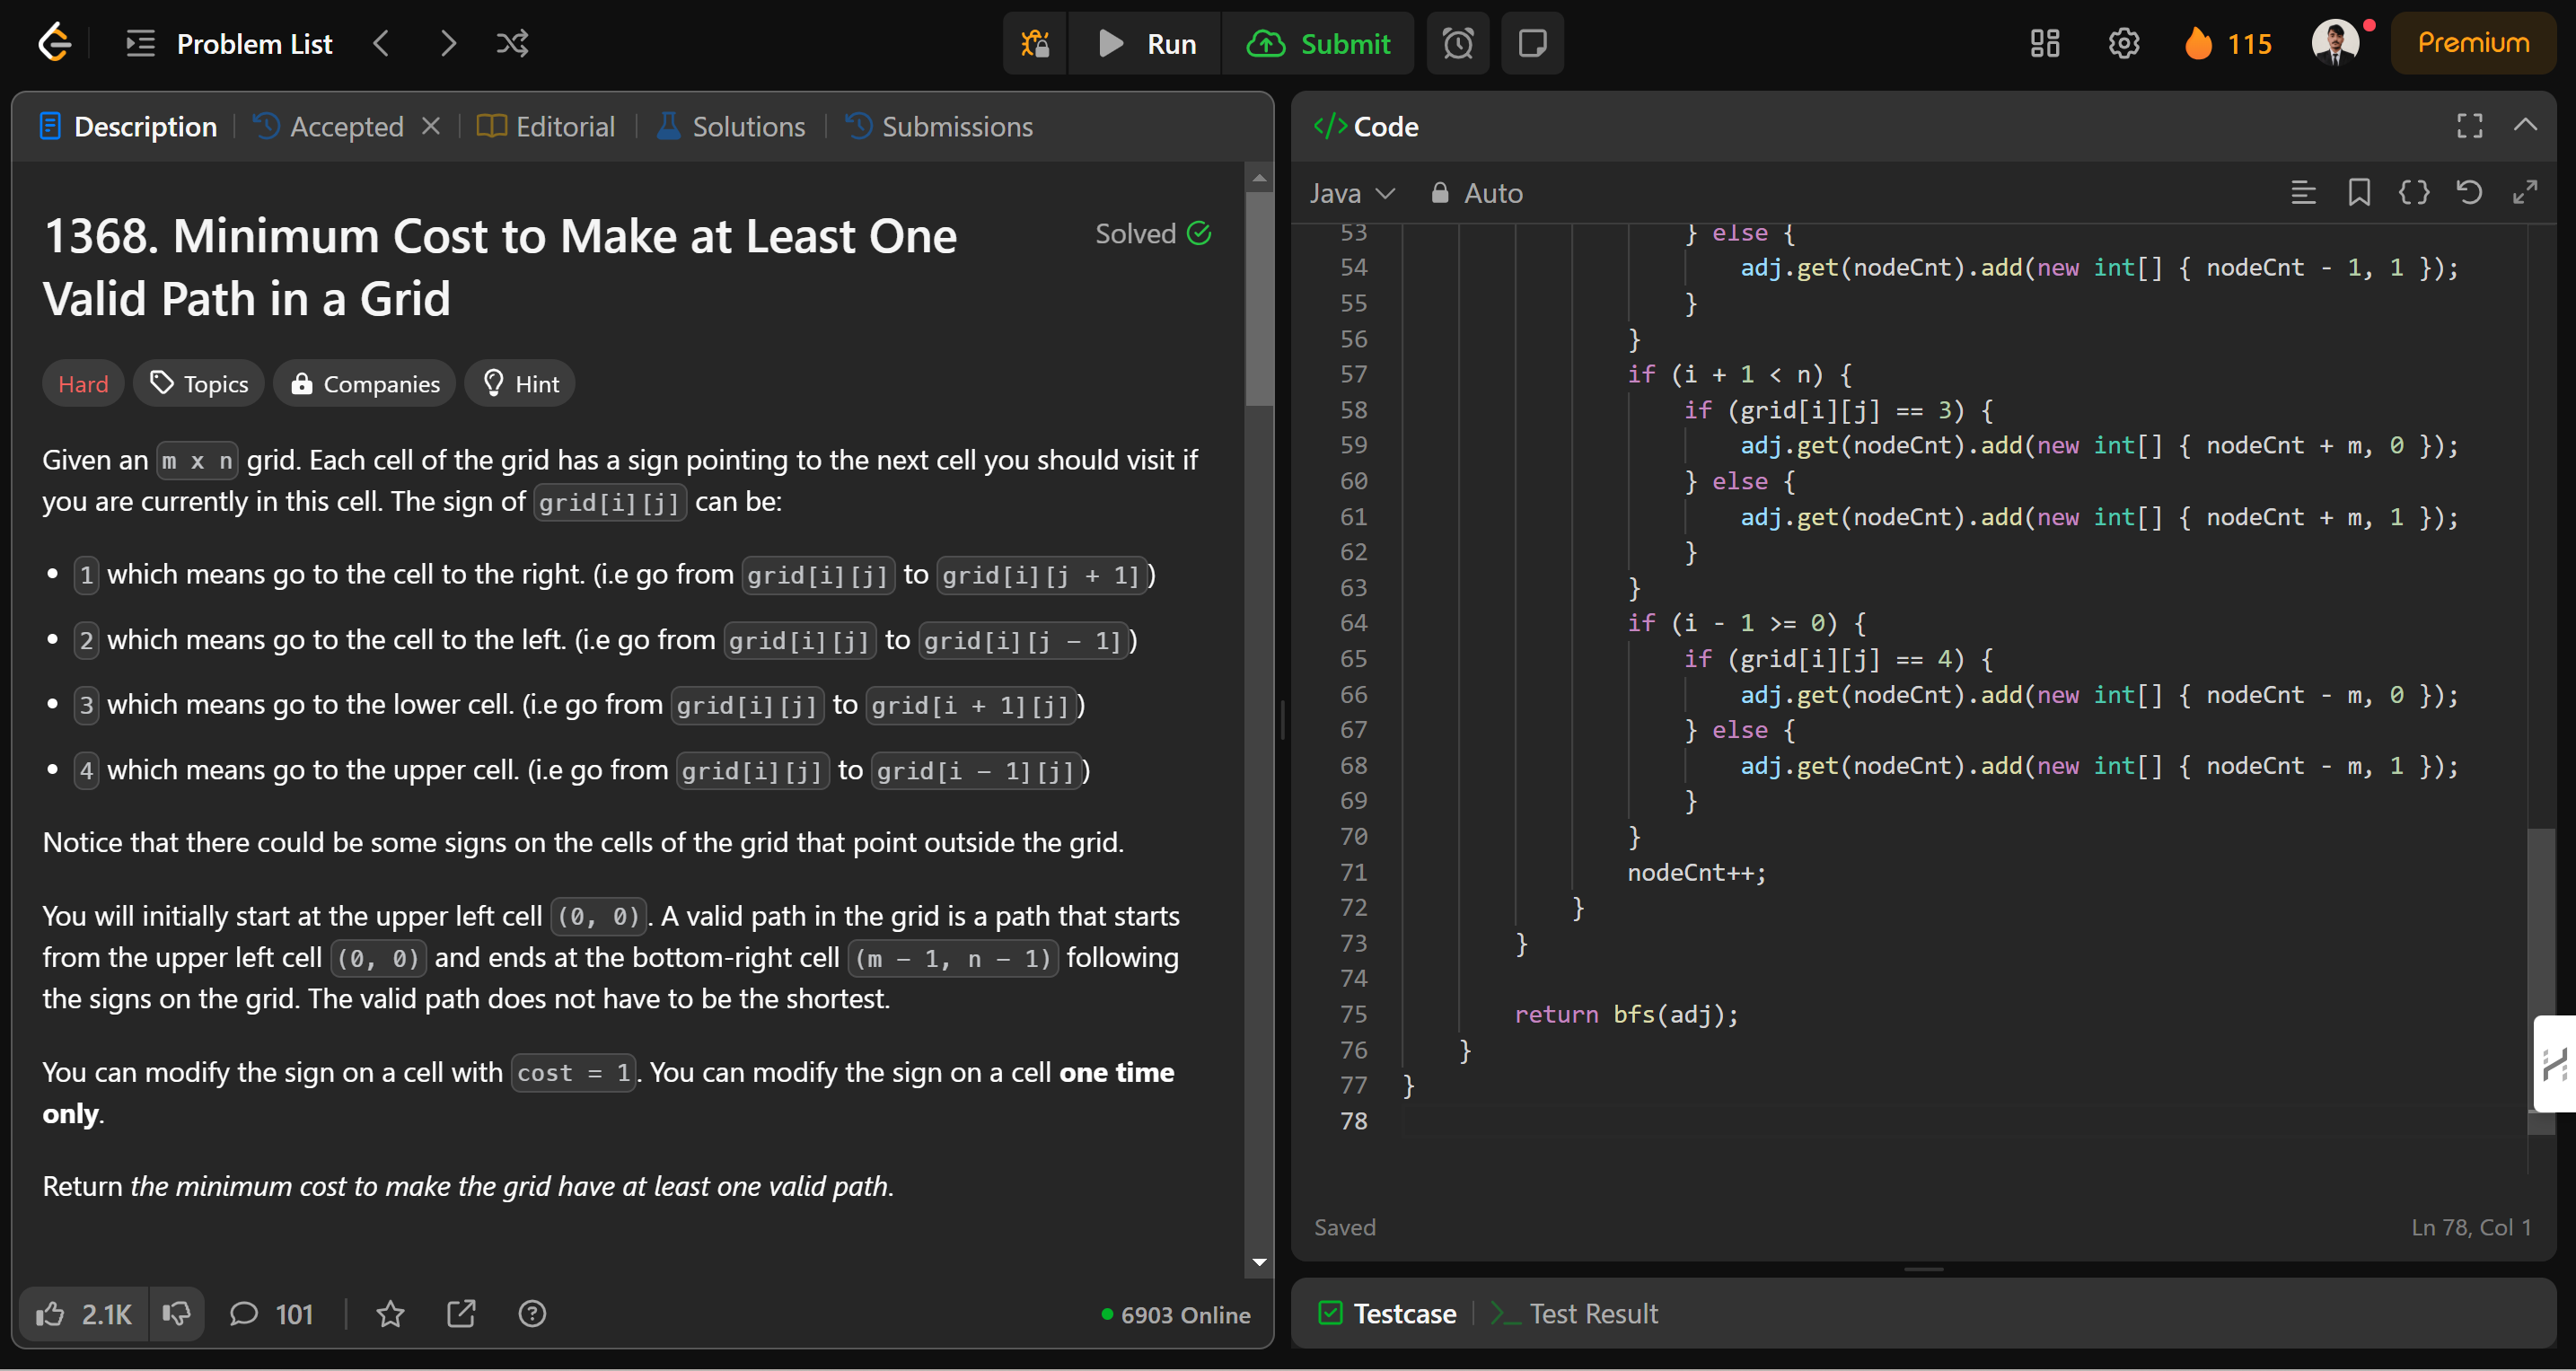 Problem List
Run
Submit
115
Premium
Description
Accepted
Editorial
Solutions
Submissions
1368. Minimum Cost to Make at Least One
Valid Path in a Grid
Solved
Hard
Topics
Companies
Hint
Given an m x n grid. Each cell of the grid has a sign pointing to the next cell you should visit if
you are currently in this cell. The sign of grid[i][j] can be:
• 1 which means go to the cell to the right. (i.e go from grid[i][j] to grid[i][j + 1])
• 2 which means go to the cell to the left. (i.e go from grid[i][j] to grid[i][j - 1])
• 3 which means go to the lower cell. (i.e go from grid[i][j] to grid[i + 1][j])
• 4 which means go to the upper cell. (i.e go from grid[i][j] to grid[i - 1][j])
Notice that there could be some signs on the cells of the grid that point outside the grid.
You will initially start at the upper left cell (0, 0). A valid path in the grid is a path that starts
from the upper left cell (0, 0) and ends at the bottom-right cell (m - 1, n - 1) following
the signs on the grid. The valid path does not have to be the shortest.
You can modify the sign on a cell with cost = 1. You can modify the sign on a cell one time
only.
Return the minimum cost to make the grid have at least one valid path.
2.1K
101
6903 Online
</> Code
Java
Auto
53 } else {
54 adj.get(nodeCnt).add(new int[] { nodeCnt - 1, 1 });
55 }
56 }
57 if (i + 1 < n) {
58 if (grid[i][j] == 3) {
59 adj.get(nodeCnt).add(new int[] { nodeCnt + m, 0 });
60 } else {
61 adj.get(nodeCnt).add(new int[] { nodeCnt + m, 1 });
62 }
63 }
64 if (i - 1 >= 0) {
65 if (grid[i][j] == 4) {
66 adj.get(nodeCnt).add(new int[] { nodeCnt - m, 0 });
67 } else {
68 adj.get(nodeCnt).add(new int[] { nodeCnt - m, 1 });
69 }
70 }
71 nodeCnt++;
72 }
73 }
74
75 return bfs(adj);
76 }
77 }
78
Saved
Ln 78, Col 1
Testcase
Test Result